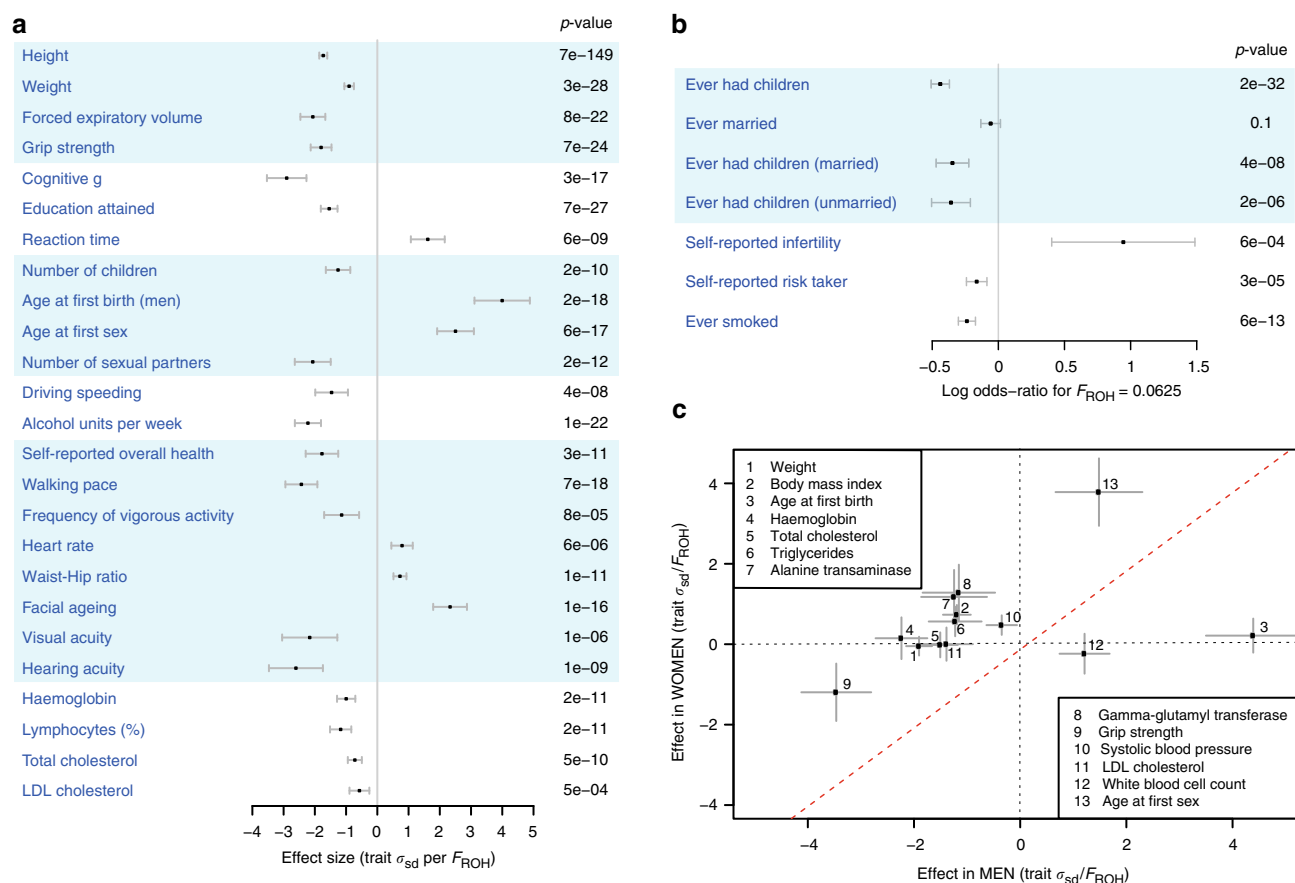 a
p-value
Height 7e−149
Weight 3e−28
Forced expiratory volume 8e−22
Grip strength 7e−24
Cognitive g 3e−17
Education attained 7e−27
Reaction time 6e−09
Number of children 2e−10
Age at first birth (men) 2e−18
Age at first sex 6e−17
Number of sexual partners 2e−12
Driving speeding 4e−08
Alcohol units per week 1e−22
Self-reported overall health 3e−11
Walking pace 7e−18
Frequency of vigorous activity 8e−05
Heart rate 6e−06
Waist-Hip ratio 1e−11
Facial ageing 1e−16
Visual acuity 1e−06
Hearing acuity 1e−09
Haemoglobin 2e−11
Lymphocytes (%) 2e−11
Total cholesterol 5e−10
LDL cholesterol 5e−04
−4 −3 −2 −1 0 1 2 3 4 5
Effect size (trait σsd per FROH)
b
p-value
Ever had children 2e−32
Ever married 0.1
Ever had children (married) 4e−08
Ever had children (unmarried) 2e−06
Self-reported infertility 6e−04
Self-reported risk taker 3e−05
Ever smoked 6e−13
−0.5 0 0.5 1 1.5
Log odds−ratio for FROH = 0.0625
c
1 Weight
2 Body mass index
3 Age at first birth
4 Haemoglobin
5 Total cholesterol
6 Triglycerides
7 Alanine transaminase
8 Gamma-glutamyl transferase
9 Grip strength
10 Systolic blood pressure
11 LDL cholesterol
12 White blood cell count
13 Age at first sex
13
8
7
2
10
6
4
5
3
1
11
12
9
4
2
0
−2
−4
Effect in WOMEN (trait σsd/FROH)
−4 −2 0 2 4
Effect in MEN (trait σsd/FROH)